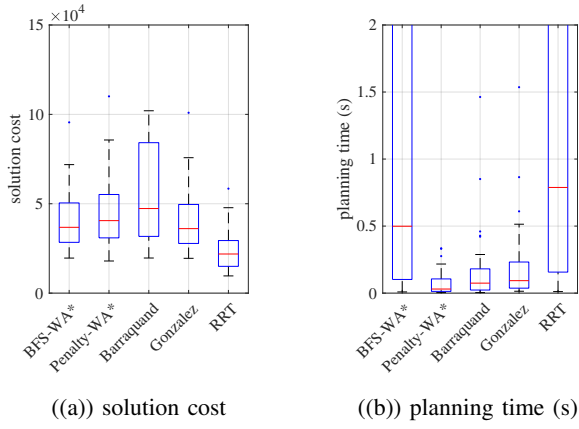 15 × 10⁴
10
50000
0
solution cost
BFS-WA*
Penalty-WA*
Barraquand
Gonzalez
RRT
((a)) solution cost
2
1.5
1
0.5
0
planning time (s)
BFS-WA*
Penalty-WA*
Barraquand
Gonzalez
RRT
((b)) planning time (s)